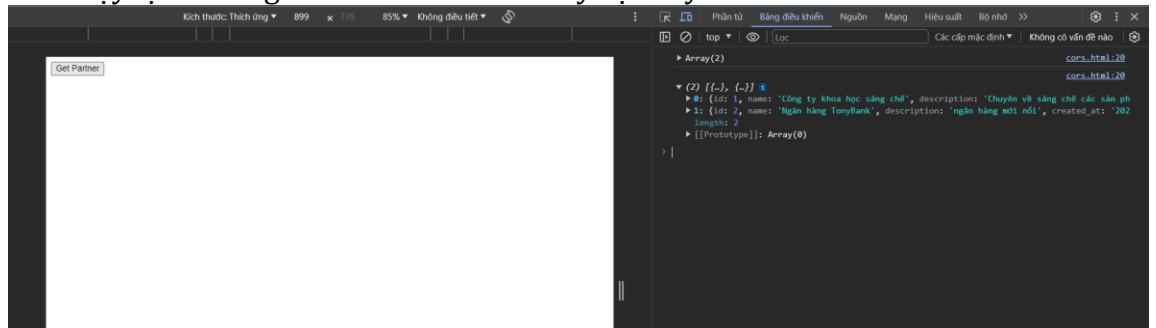 Kích thước: Thích ứng ▼ 899 x 739 85% ▼ Không điều tiết ▼
Phần tử Bảng điều khiển Nguồn Mạng Hiệu suất Bộ nhớ >>
top ▼ Lọc Các cấp mặc định ▼ Không có vấn đề nào
Get Partner
▶ Array(2) cors.html:20
cors.html:20
▼ (2) [{…}, {…}] i
▶ 0: {id: 1, name: 'Công ty khoa học sáng chế', description: 'Chuyên về sáng chế các sản ph
▶ 1: {id: 2, name: 'Ngân hàng TonyBank', description: 'ngân hàng mới nổi', created_at: '202
length: 2
▶ [[Prototype]]: Array(0)
>